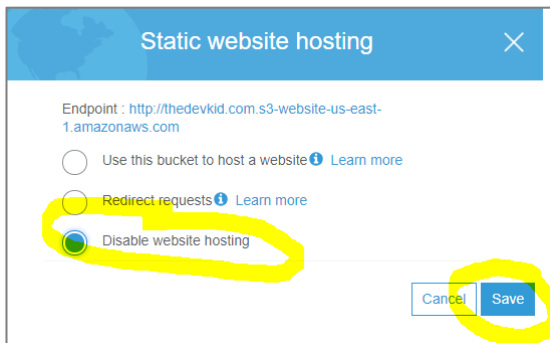 Static website hosting
Endpoint : http://thedevkid.com.s3-website-us-east-
1.amazonaws.com
Use this bucket to host a website Learn more
Redirect requests Learn more
Disable website hosting
Cancel Save